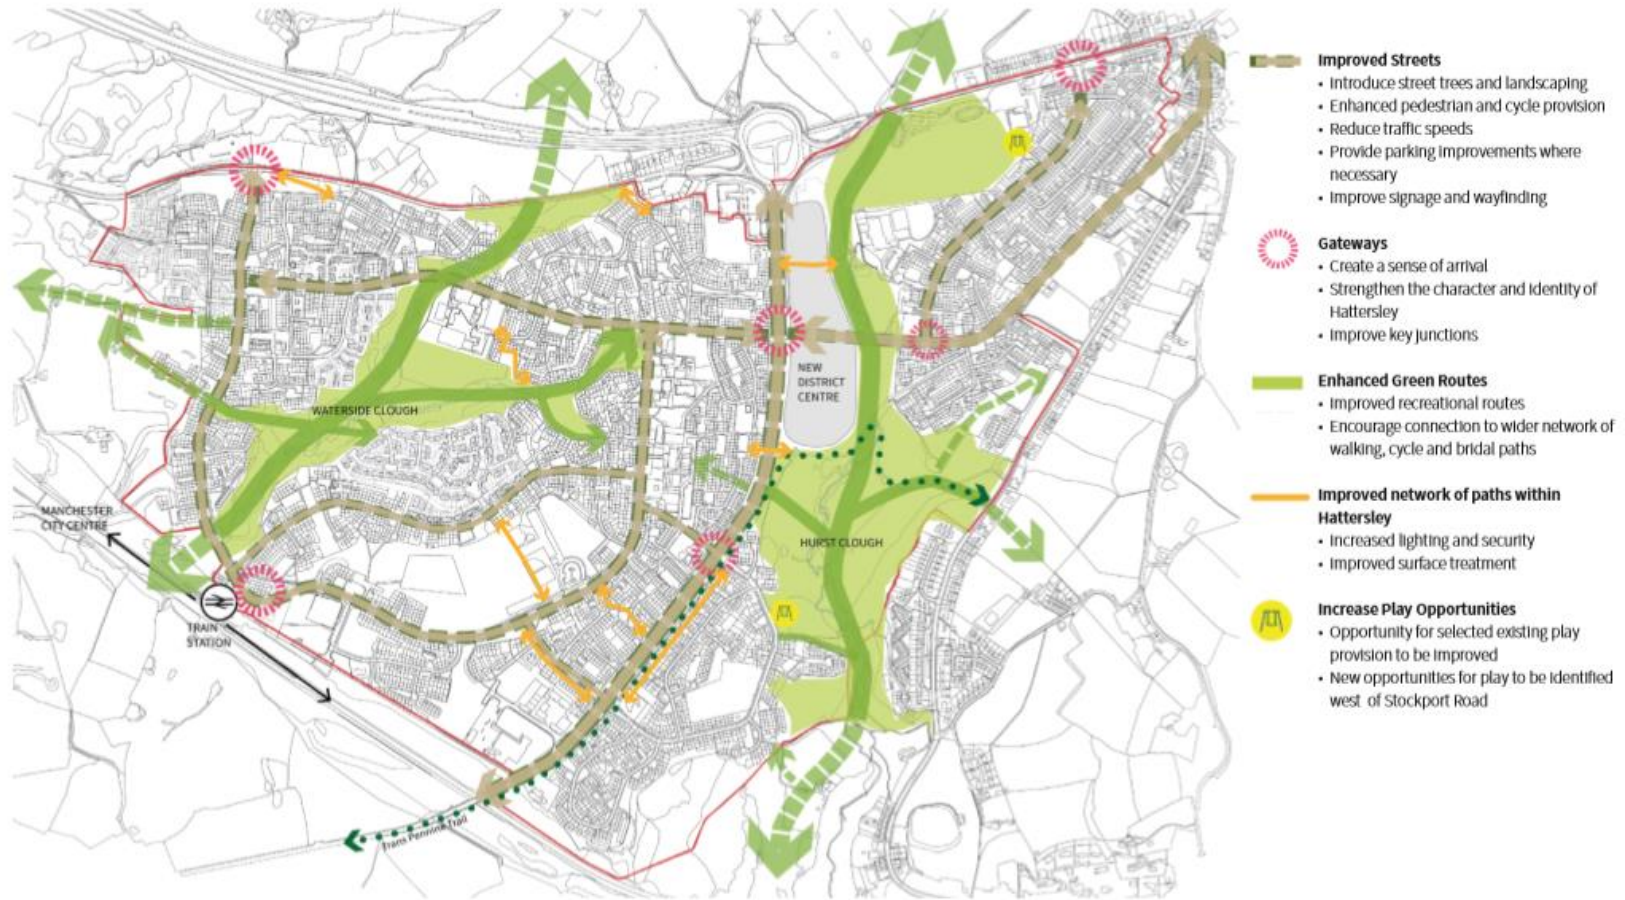 Improved Streets
• Introduce street trees and landscaping
• Enhanced pedestrian and cycle provision
• Reduce traffic speeds
• Provide parking improvements where
necessary
• Improve signage and wayfinding
Gateways
• Create a sense of arrival
• Strengthen the character and identity of
Hattersley
• Improve key junctions
Enhanced Green Routes
• Improved recreational routes
• Encourage connection to wider network of
walking, cycle and bridal paths
Improved network of paths within
Hattersley
• Increased lighting and security
• Improved surface treatment
Increase Play Opportunities
• Opportunity for selected existing play
provision to be improved
• New opportunities for play to be identified
west of Stockport Road
NEW
DISTRICT
CENTRE
WATERSIDE CLOUGH
MANCHESTER
CITY CENTRE
HURST CLOUGH
TRAIN
STATION
Trans Pennine Trail